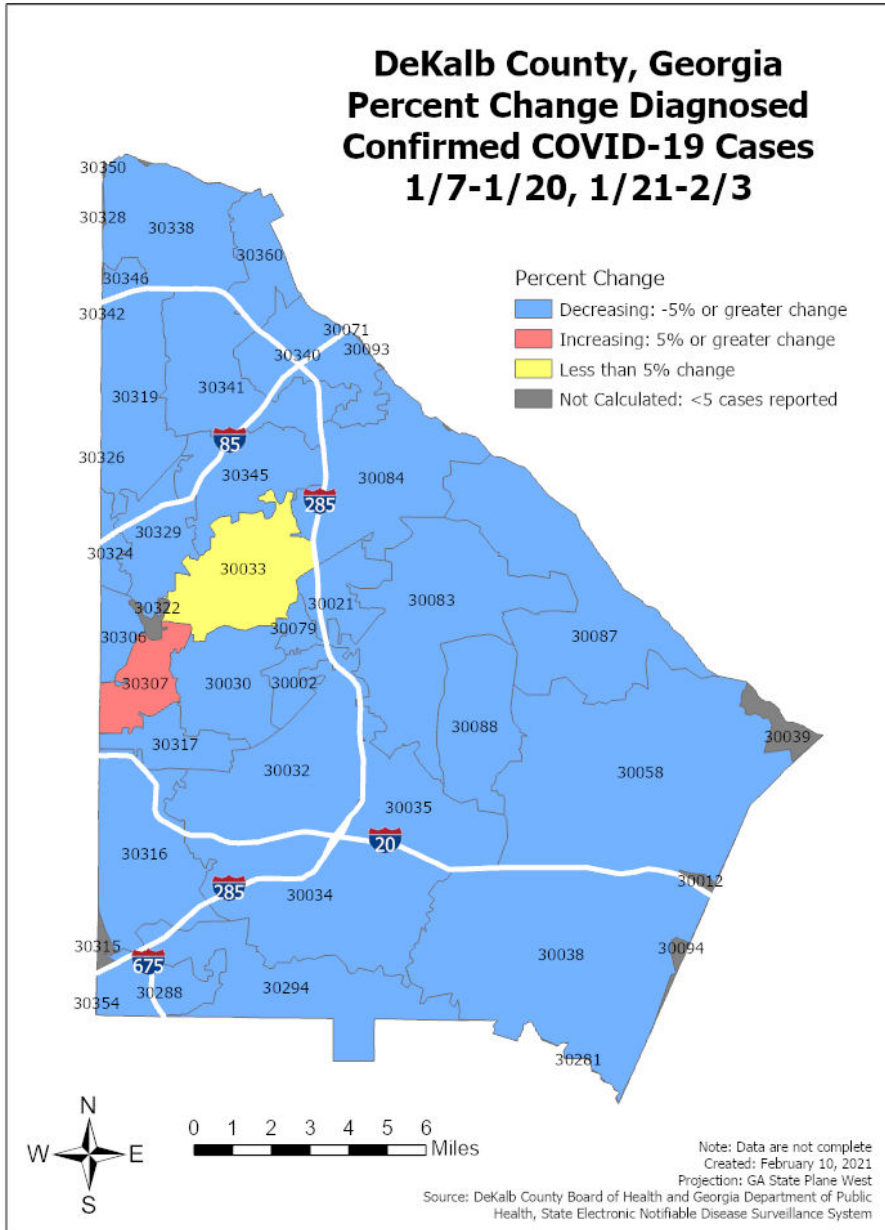 DeKalb County, Georgia
Percent Change Diagnosed
Confirmed COVID-19 Cases
1/7-1/20, 1/21-2/3
30350
30328
30338
30360
30346
30342
30071
30340
30093
30341
30319
85
30326
30345
30084
285
30329
30324
30033
30322
30021
30083
30079
30306
30087
30307
30030
30002
30088
30039
30317
30032
30058
30035
20
30316
285
30034
30012
30315
675
30094
30038
30288
30294
30354
30281
Percent Change
Decreasing: -5% or greater change
Increasing: 5% or greater change
Less than 5% change
Not Calculated: <5 cases reported
N
W E
S
0 1 2 3 4 5 6
Miles
Note: Data are not complete
Created: February 10, 2021
Projection: GA State Plane West
Source: DeKalb County Board of Health and Georgia Department of Public
Health, State Electronic Notifiable Disease Surveillance System